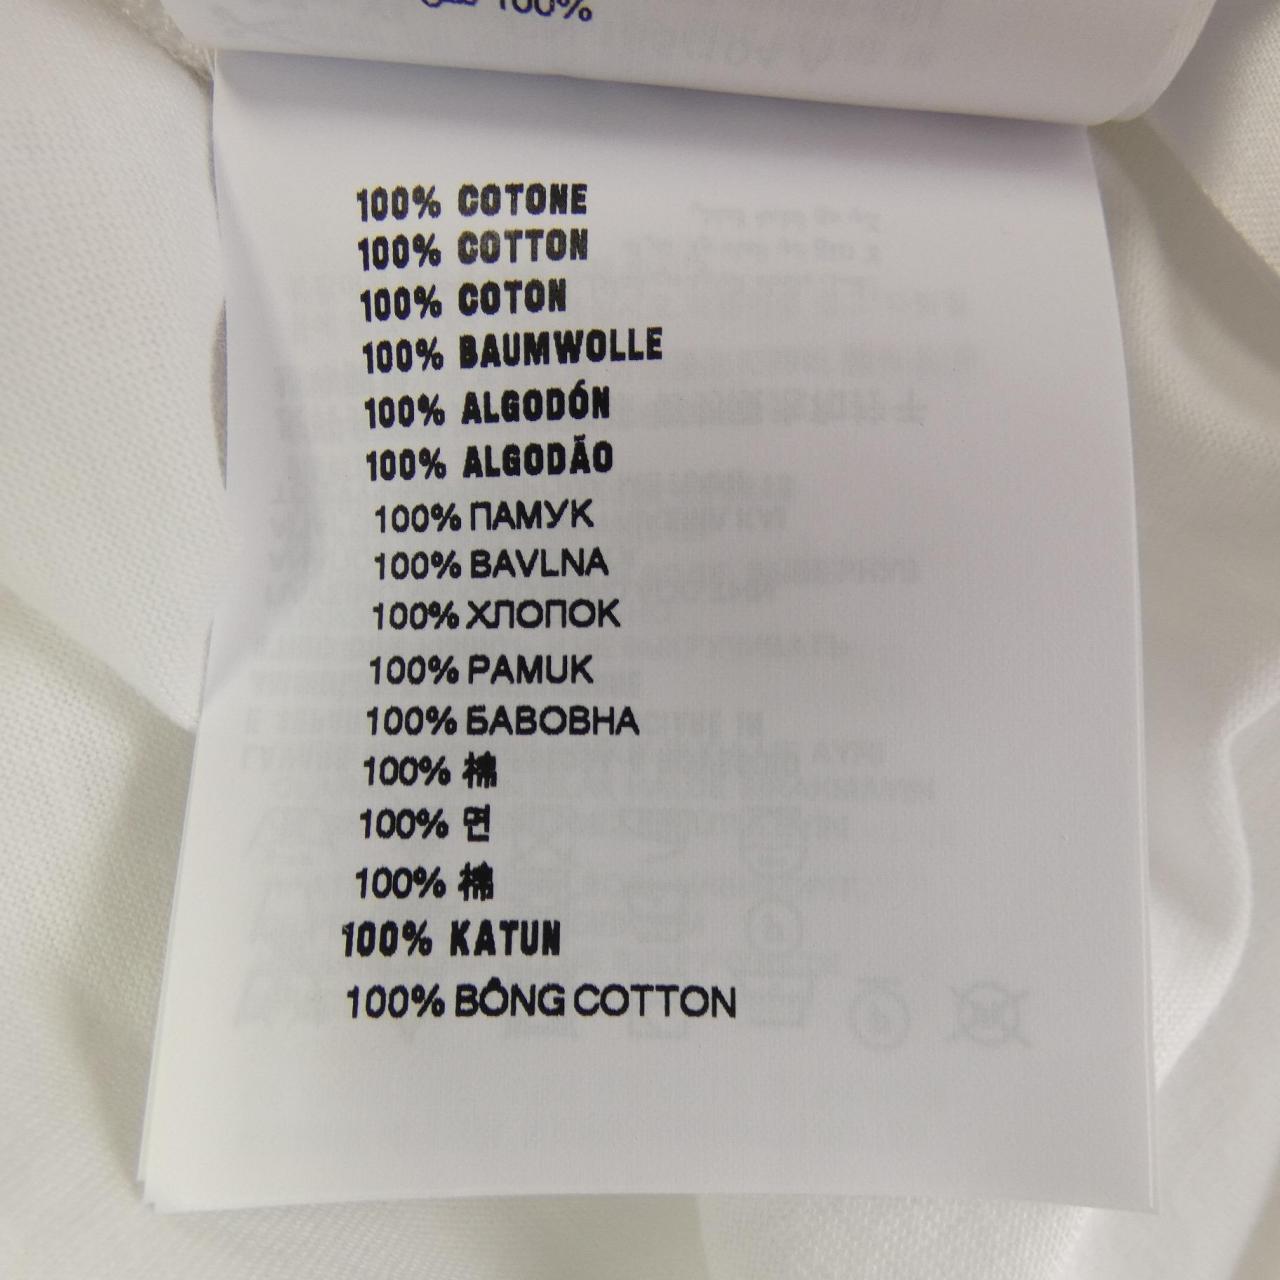 100%
100% COTONE
100% COTTON
100% COTON
100% BAUMWOLLE
100% ALGODÓN
100% ALGODÃO
100% ПАМУК
100% BAVLNA
100% ХЛОПОК
100% PAMUK
100% БАВОВНА
100% 棉
100% 면
100% 棉
100% KATUN
100% BÔNG COTTON